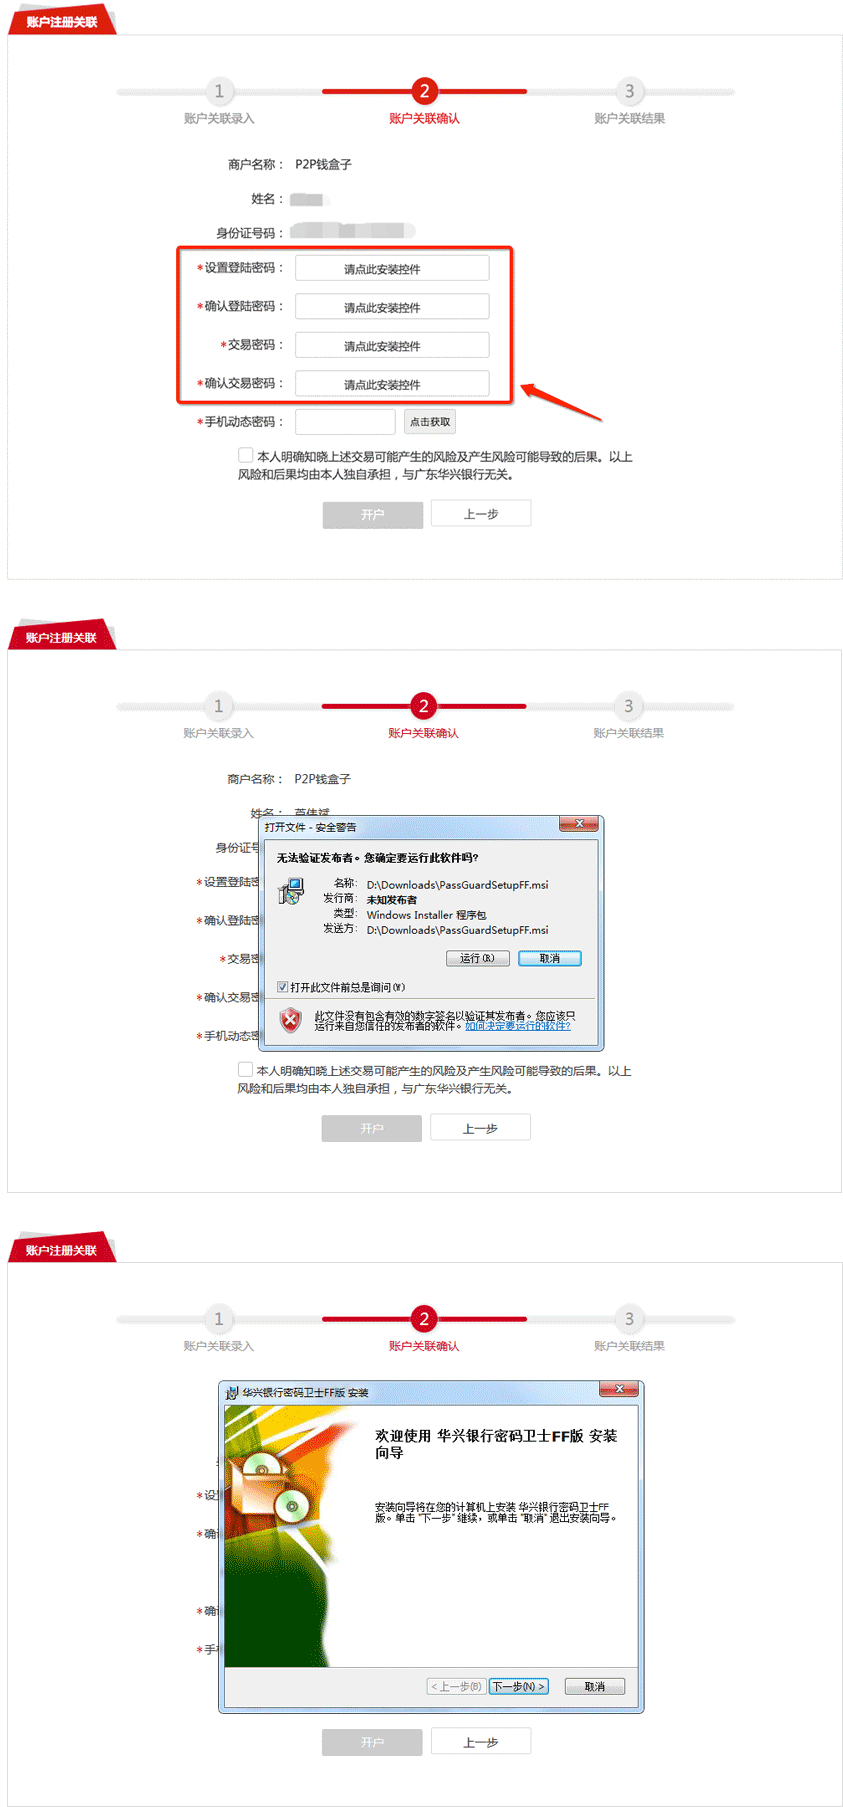 账户注册关联
1
2
3
账户关联录入
账户关联确认
账户关联结果
商户名称： P2P钱盒子
姓名：
身份证号码：
*设置登陆密码： 请点此安装控件
*确认登陆密码： 请点此安装控件
*交易密码： 请点此安装控件
*确认交易密码： 请点此安装控件
*手机动态密码： 点击获取
本人明确知晓上述交易可能产生的风险及产生风险可能导致的后果。以上
风险和后果均由本人独自承担，与广东华兴银行无关。
开户 上一步
账户注册关联
1
2
3
账户关联录入
账户关联确认
账户关联结果
商户名称： P2P钱盒子
姓名：
身份证号
*设置登陆密
*确认登陆密
*交易密
*确认交易密
*手机动态密
打开文件 - 安全警告
无法验证发布者。您确定要运行此软件吗?
名称: D:\Downloads\PassGuardSetupFF.msi
发行商: 未知发布者
类型: Windows Installer 程序包
发送方: D:\Downloads\PassGuardSetupFF.msi
运行(R) 取消
打开此文件前总是询问(W)
此文件没有包含有效的数字签名以验证其发布者。您应该只
运行来自您信任的发布者的软件。如何决定要运行的软件?
本人明确知晓上述交易可能产生的风险及产生风险可能导致的后果。以上
风险和后果均由本人独自承担，与广东华兴银行无关。
开户 上一步
账户注册关联
1
2
3
账户关联录入
账户关联确认
账户关联结果
*设
*确
*确
*手
华兴银行密码卫士FF版 安装
欢迎使用 华兴银行密码卫士FF版 安装
向导
安装向导将在您的计算机上安装 华兴银行密码卫士FF
版。单击 "下一步" 继续，或单击 "取消" 退出安装向导。
< 上一步(B) 下一步(N) > 取消
开户 上一步